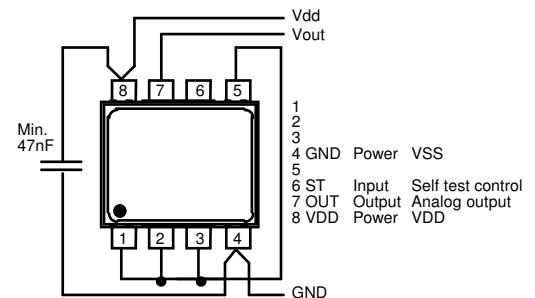 Vdd
Vout
8 7 6 5
Min.
47nF
1
2
3
4 GND Power VSS
5
6 ST Input Self test control
7 OUT Output Analog output
8 VDD Power VDD
1 2 3 4
GND